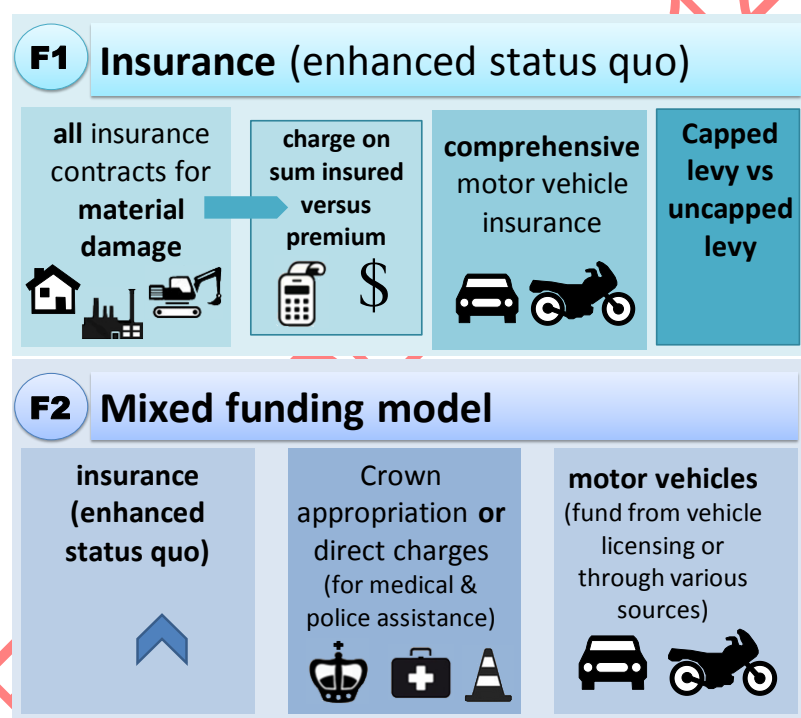 F1 Insurance (enhanced status quo)
all insurance
contracts for
material
damage
charge on
sum insured
versus
premium
$
comprehensive
motor vehicle
insurance
Capped
levy vs
uncapped
levy
F2 Mixed funding model
insurance
(enhanced
status quo)
Crown
appropriation or
direct charges
(for medical &
police assistance)
motor vehicles
(fund from vehicle
licensing or
through various
sources)